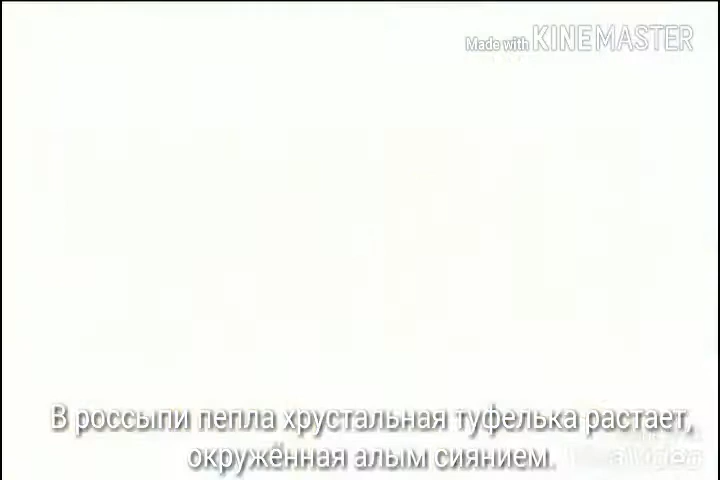 Made with KINEMASTER
В россыпи пепла хрустальная туфелька растает,
окружённая алым сиянием.